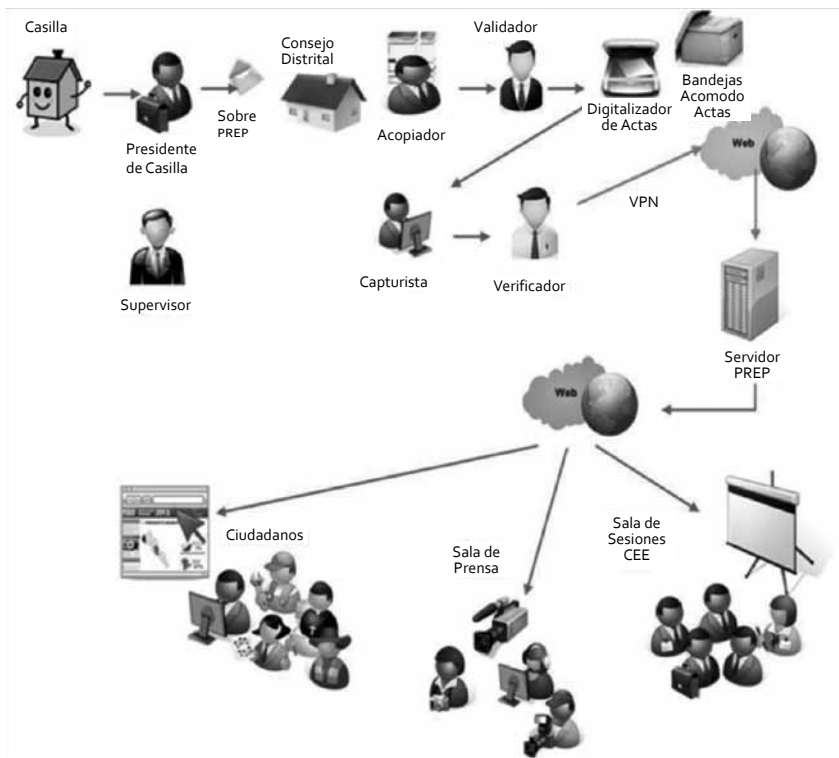 Casilla
Consejo
Distrital
Validador
Bandejas
Acomodo
Actas
Sobre
PREP
Acopiador
Digitalizador
de Actas
Presidente
de Casilla
Web
VPN
Supervisor
Capturista
Verificador
Servidor
PREP
Web
Ciudadanos
Sala de
Prensa
Sala de
Sesiones
CEE